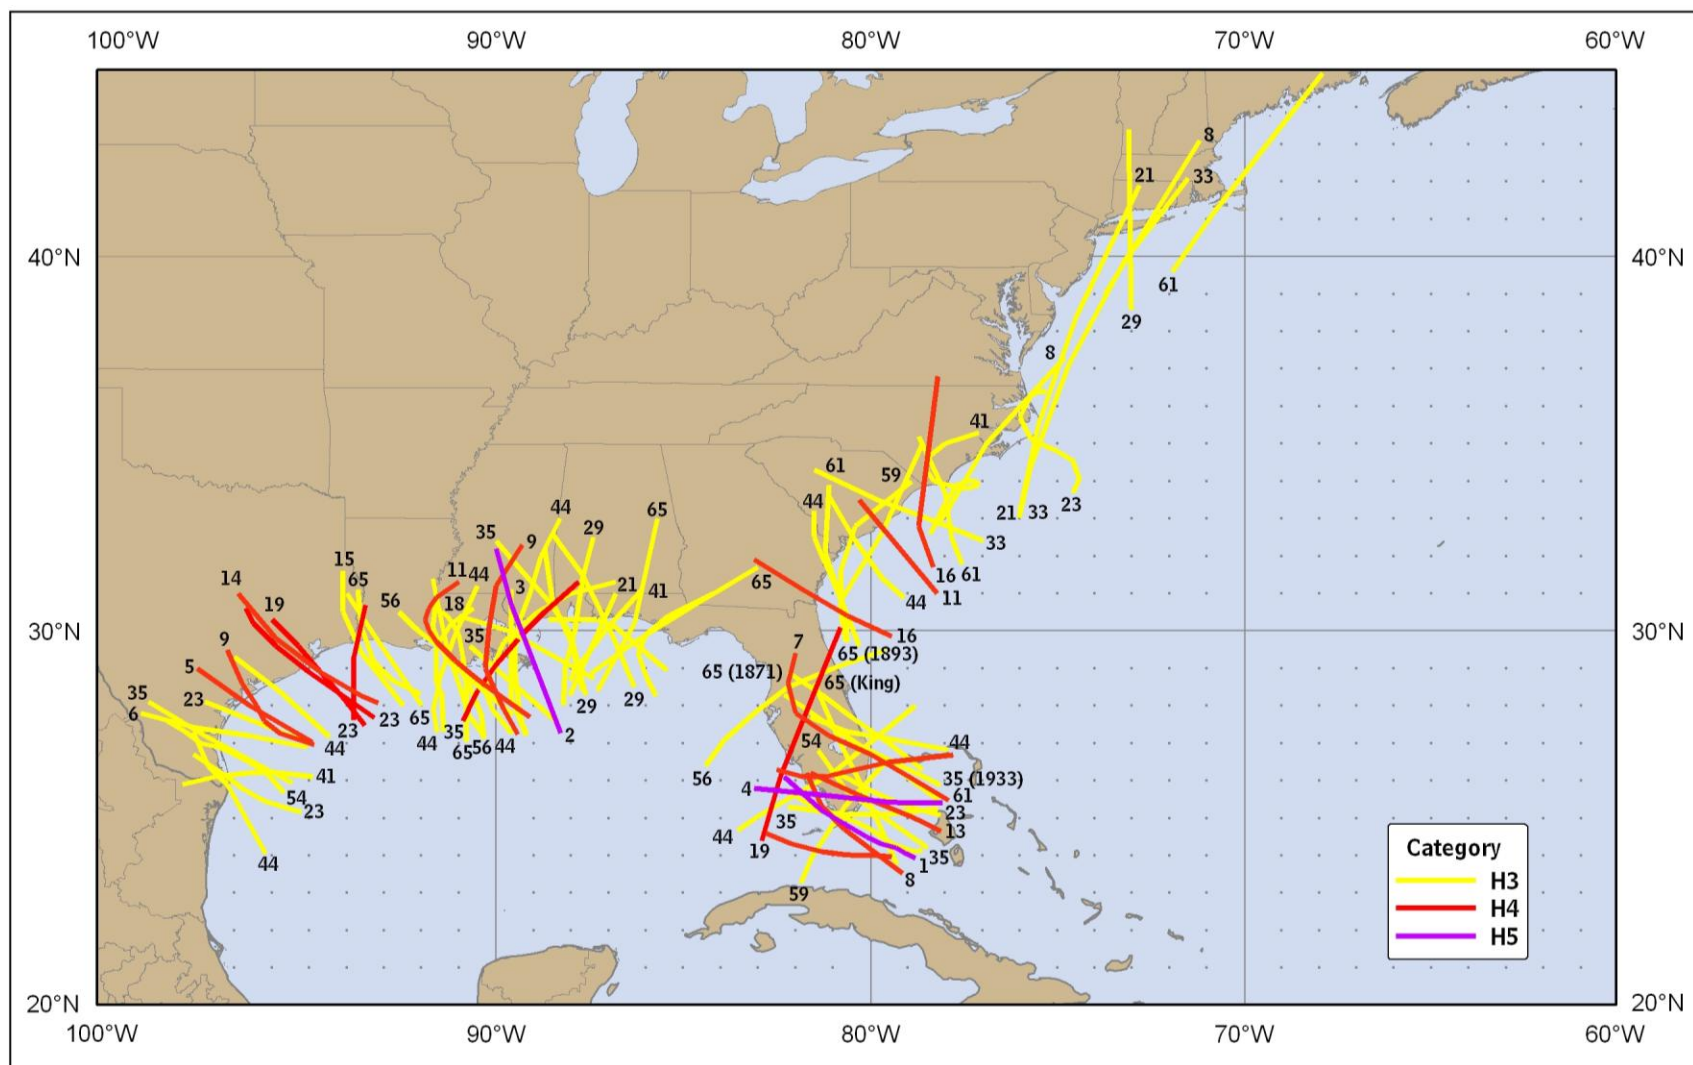 100°W 90°W 80°W 70°W 60°W
8
21 33
40°N 40°N
61
29
8
41
61 59 23
44 44 65 21 33
35 9 29 33
15 11 44 16 61
14 65 3 21 41 65 44 11
19 56 18
30°N 35 16 30°N
9 7 65 (1893)
5 65 (1871) 65 (King)
35 23 29 29
6 23 23 65 35 2 54 44
44 44 65 56 44 56 35 (1933)
41 4 61
54 23 23
35 13
44 44 19 1 35
8
59
Category
H3
H4
H5
20°N 20°N
100°W 90°W 80°W 70°W 60°W